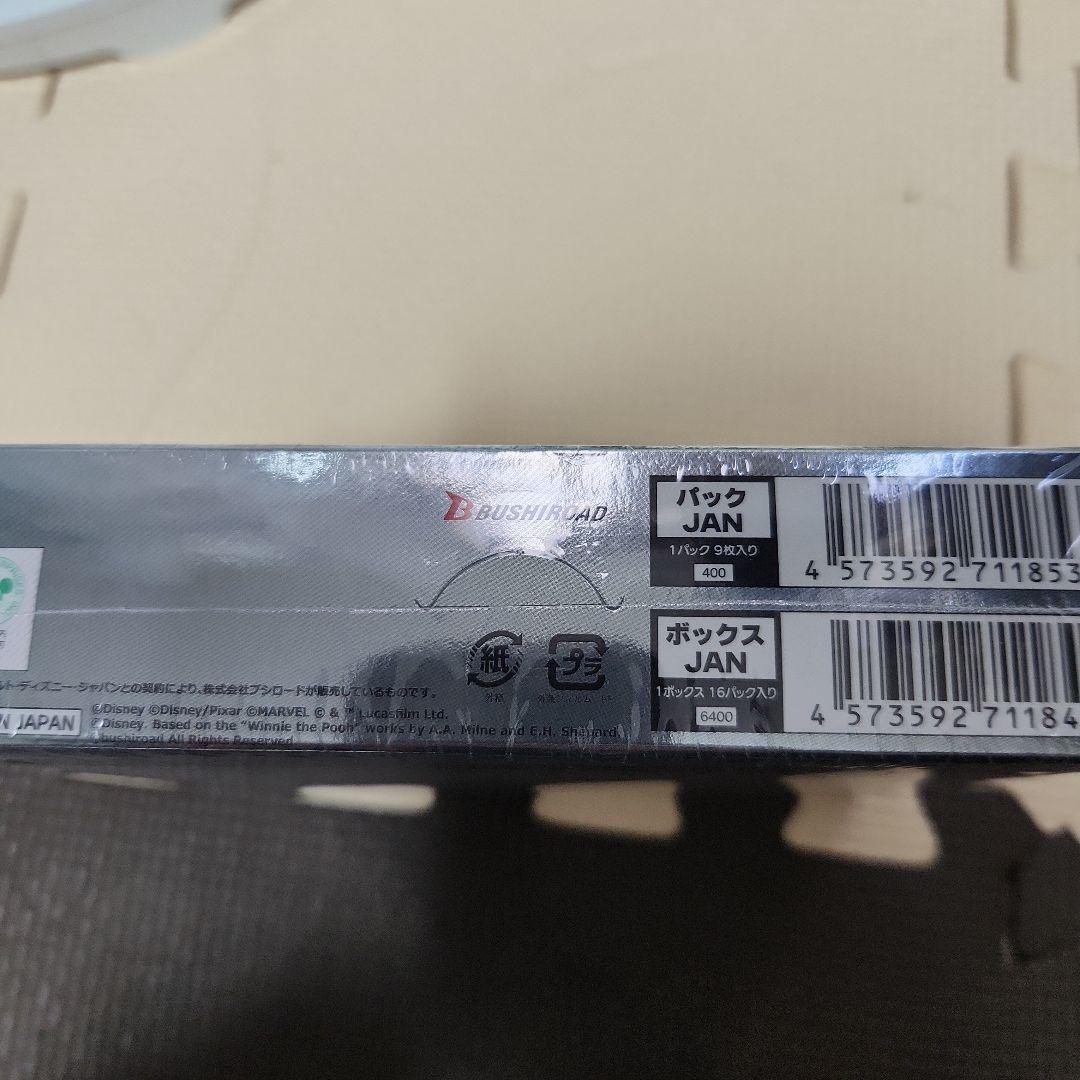 BUSHIROAD
パック
JAN
1パック 9枚入り
400
4 573592 711853
ボックス
JAN
1ボックス 16パック入り
6400
4 573592 71184
紙
外箱
プラ
ルト・ディズニー・ジャパンとの契約により、株式会社ブシロードが販売しているものです。
N JAPAN
©Disney ©Disney/Pixar ©MARVEL © & ™ Lucasfilm Ltd.
©Disney. Based on the "Winnie the Pooh" works by A.A. Milne and E.H. Shepard.
bushiroad All Rights Reserved